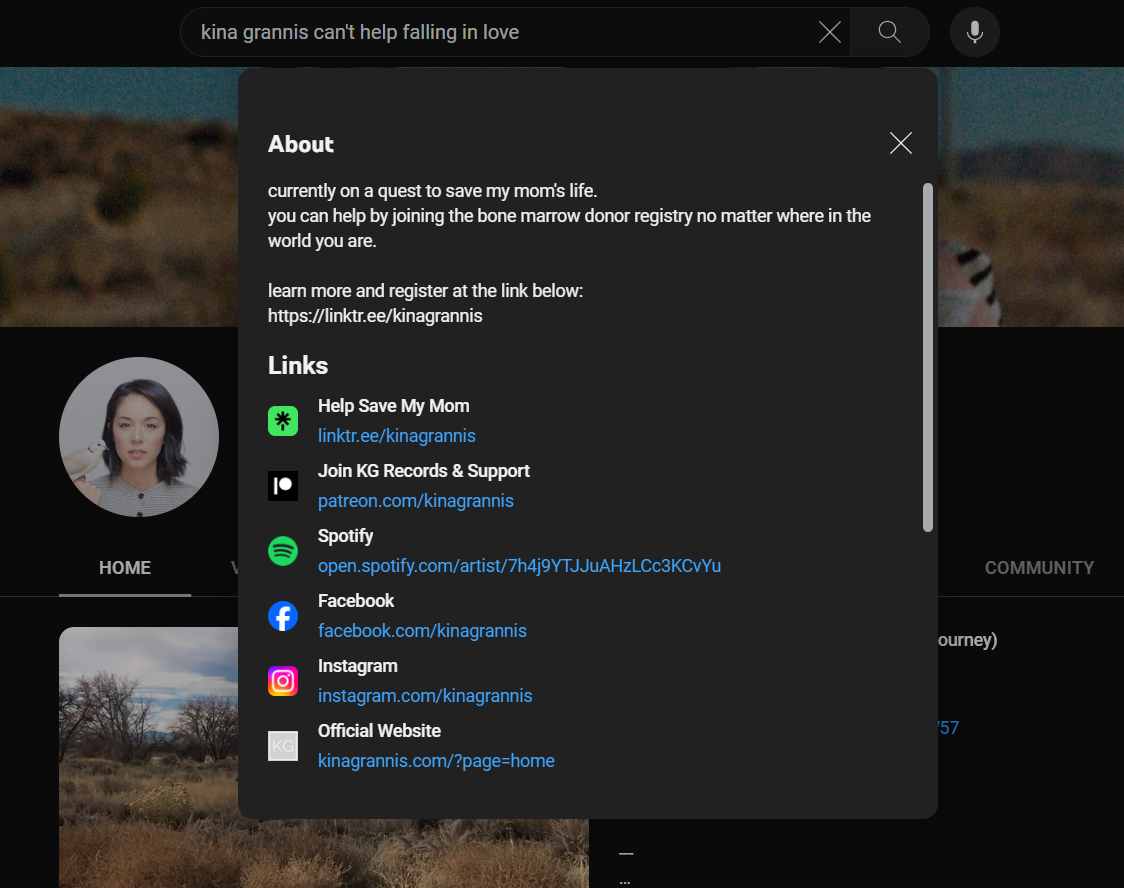 kina grannis can't help falling in love
About
currently on a quest to save my mom's life.
you can help by joining the bone marrow donor registry no matter where in the
world you are.
learn more and register at the link below:
https://linktr.ee/kinagrannis
Links
Help Save My Mom
linktr.ee/kinagrannis
Join KG Records & Support
patreon.com/kinagrannis
Spotify
open.spotify.com/artist/7h4j9YTJJuAHzLCc3KCvYu
Facebook
facebook.com/kinagrannis
Instagram
instagram.com/kinagrannis
KG
Official Website
kinagrannis.com/?page=home
HOME
COMMUNITY
ourney)
/57
—
...